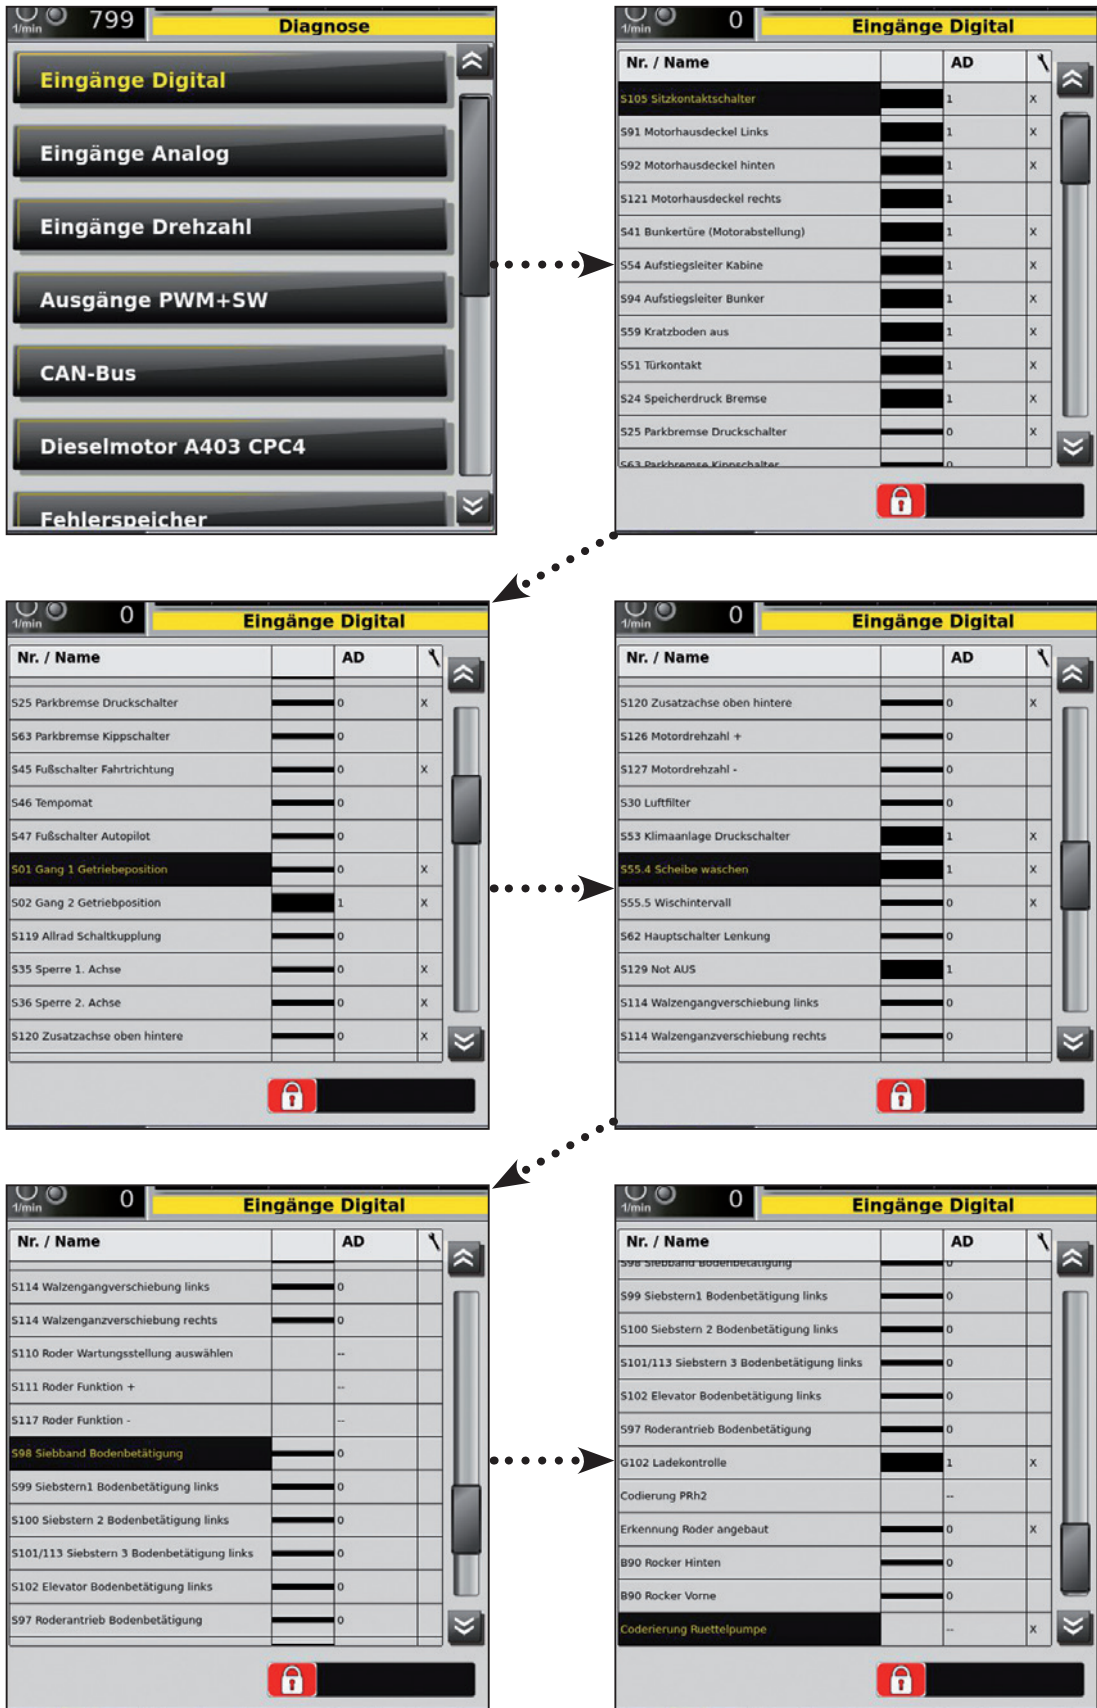 1/min 799 Diagnose
Eingänge Digital
Eingänge Analog
Eingänge Drehzahl
Ausgänge PWM+SW
CAN-Bus
Dieselmotor A403 CPC4
Fehlerspeicher
1/min 0 Eingänge Digital
Nr. / Name AD
S105 Sitzkontaktschalter 1 X
S91 Motorhausdeckel Links 1 X
S92 Motorhausdeckel hinten 1 X
S121 Motorhausdeckel rechts 1
S41 Bunkertüre (Motorabstellung) 1 X
S54 Aufstiegsleiter Kabine 1 X
S94 Aufstiegsleiter Bunker 1 X
S59 Kratzboden aus 1 X
S51 Türkontakt 1 X
S24 Speicherdruck Bremse 1 X
S25 Parkbremse Druckschalter 0 X
S63 Parkbremse Kippschalter 0
1/min 0 Eingänge Digital
Nr. / Name AD
S25 Parkbremse Druckschalter 0 X
S63 Parkbremse Kippschalter 0
S45 Fußschalter Fahrtrichtung 0 X
S46 Tempomat 0
S47 Fußschalter Autopilot 0
S01 Gang 1 Getriebeposition 0 X
S02 Gang 2 Getriebposition 1 X
S119 Allrad Schaltkupplung 0
S35 Sperre 1. Achse 0 X
S36 Sperre 2. Achse 0 X
S120 Zusatzachse oben hintere 0 X
1/min 0 Eingänge Digital
Nr. / Name AD
S120 Zusatzachse oben hintere 0 X
S126 Motordrehzahl + 0
S127 Motordrehzahl - 0
S30 Luftfilter 0
S53 Klimaanlage Druckschalter 1 X
S55.4 Scheibe waschen 1 X
S55.5 Wischintervall 0 X
S62 Hauptschalter Lenkung 0
S129 Not AUS 1
S114 Walzengangverschiebung links 0
S114 Walzenganzverschiebung rechts 0
1/min 0 Eingänge Digital
Nr. / Name AD
S114 Walzengangverschiebung links 0
S114 Walzenganzverschiebung rechts 0
S110 Roder Wartungsstellung auswählen --
S111 Roder Funktion + --
S117 Roder Funktion - --
S98 Siebband Bodenbetätigung 0
S99 Siebstern1 Bodenbetätigung links 0
S100 Siebstern 2 Bodenbetätigung links 0
S101/113 Siebstern 3 Bodenbetätigung links 0
S102 Elevator Bodenbetätigung links 0
S97 Roderantrieb Bodenbetätigung 0
1/min 0 Eingänge Digital
Nr. / Name AD
S98 Siebband Bodenbetätigung 0
S99 Siebstern1 Bodenbetätigung links 0
S100 Siebstern 2 Bodenbetätigung links 0
S101/113 Siebstern 3 Bodenbetätigung links 0
S102 Elevator Bodenbetätigung links 0
S97 Roderantrieb Bodenbetätigung 0
G102 Ladekontrolle 1 X
Codierung PRh2 --
Erkennung Roder angebaut 0 X
B90 Rocker Hinten 0
B90 Rocker Vorne 0
Coderierung Ruettelpumpe -- X